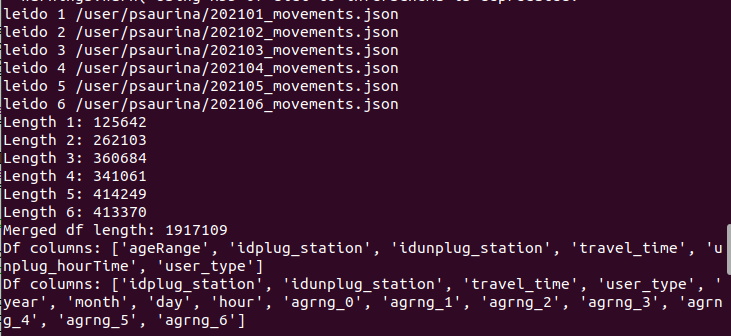 leido 1 /user/psaurina/202101_movements.json
leido 2 /user/psaurina/202102_movements.json
leido 3 /user/psaurina/202103_movements.json
leido 4 /user/psaurina/202104_movements.json
leido 5 /user/psaurina/202105_movements.json
leido 6 /user/psaurina/202106_movements.json
Length 1: 125642
Length 2: 262103
Length 3: 360684
Length 4: 341061
Length 5: 414249
Length 6: 413370
Merged df length: 1917109
Df columns: ['ageRange', 'idplug_station', 'idunplug_station', 'travel_time', 'u
nplug_hourTime', 'user_type']
Df columns: ['idplug_station', 'idunplug_station', 'travel_time', 'user_type', '
year', 'month', 'day', 'hour', 'agrng_0', 'agrng_1', 'agrng_2', 'agrng_3', 'agrn
g_4', 'agrng_5', 'agrng_6']